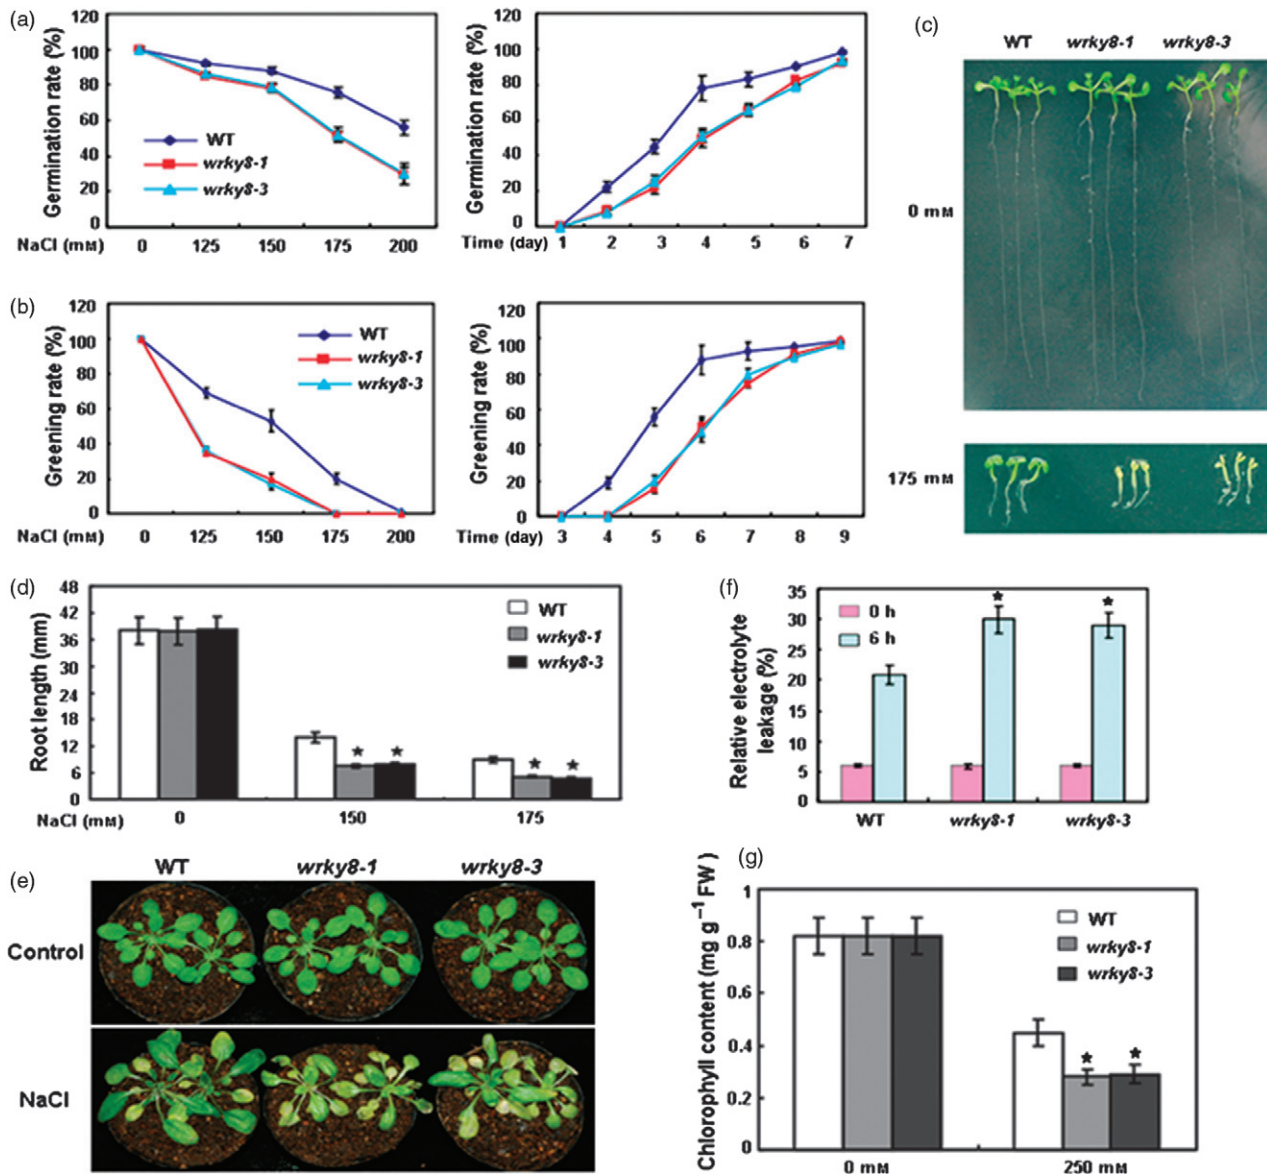 (a)
120
100
80
60
40
20
0
Germination rate (%)
WT
wrky8-1
wrky8-3
NaCl (mM)
0 125 150 175 200
120
100
80
60
40
20
0
Germination rate (%)
Time (day)
1 2 3 4 5 6 7
(b)
120
100
80
60
40
20
0
Greening rate (%)
WT
wrky8-1
wrky8-3
NaCl (mM)
0 125 150 175 200
120
100
80
60
40
20
0
Greening rate (%)
Time (day)
3 4 5 6 7 8 9
(c)
WT wrky8-1 wrky8-3
0 mM
175 mM
(d)
48
42
36
30
24
18
12
6
0
Root length (mm)
WT
wrky8-1
wrky8-3
NaCl (mM)
0 150 175
(e)
WT wrky8-1 wrky8-3
Control
NaCl
(f)
35
30
25
20
15
10
5
0
Relative electrolyte
leakage (%)
0 h
6 h
WT wrky8-1 wrky8-3
(g)
1
0.8
0.6
0.4
0.2
0
Chlorophyll content (mg g⁻¹ FW )
WT
wrky8-1
wrky8-3
0 mM 250 mM